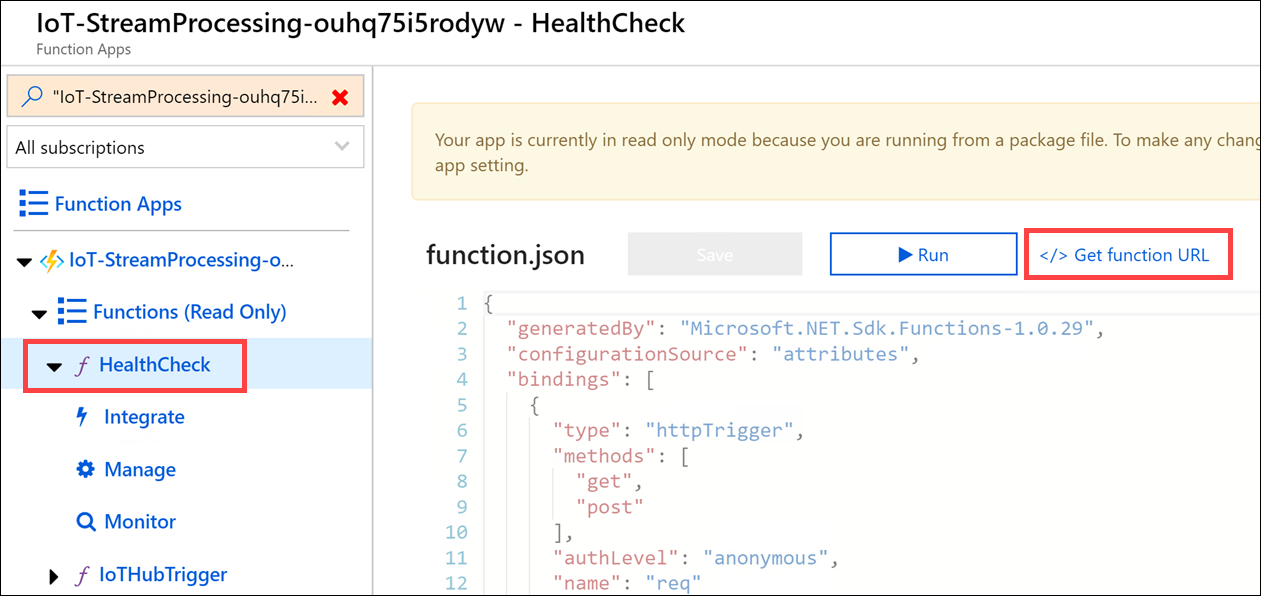 IoT-StreamProcessing-ouhq75i5rodyw - HealthCheck
Function Apps
"IoT-StreamProcessing-ouhq75i...
All subscriptions
Function Apps
IoT-StreamProcessing-o...
Functions (Read Only)
HealthCheck
Integrate
Manage
Monitor
IoTHubTrigger
Your app is currently in read only mode because you are running from a package file. To make any chang
app setting.
function.json
Save
Run
</> Get function URL
1 {
2 "generatedBy": "Microsoft.NET.Sdk.Functions-1.0.29",
3 "configurationSource": "attributes",
4 "bindings": [
5 {
6 "type": "httpTrigger",
7 "methods": [
8 "get",
9 "post"
10 ],
11 "authLevel": "anonymous",
12 "name": "req"